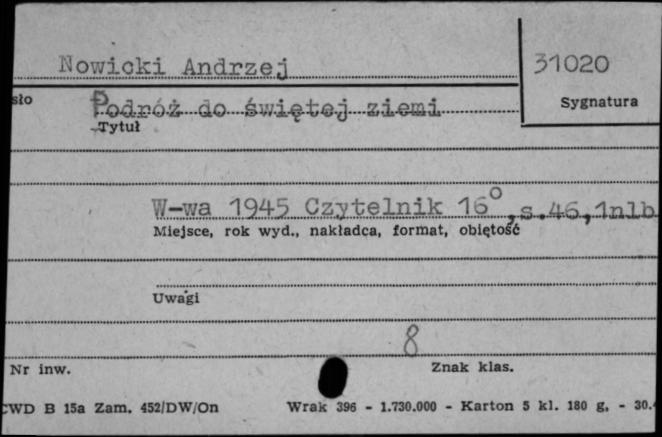 Nowicki Andrzej
31020
sło
Podróż do świętej ziemi
Sygnatura
Tytuł
W-wa 1945 Czytelnik 16°, s.46, 1nlb
Miejsce, rok wyd., nakładca, format, objętość
Uwagi
8
Nr inw.
Znak klas.
CWD B 15a Zam. 452/DW/On Wrak 396 - 1.730.000 - Karton 5 kl. 180 g. - 30.